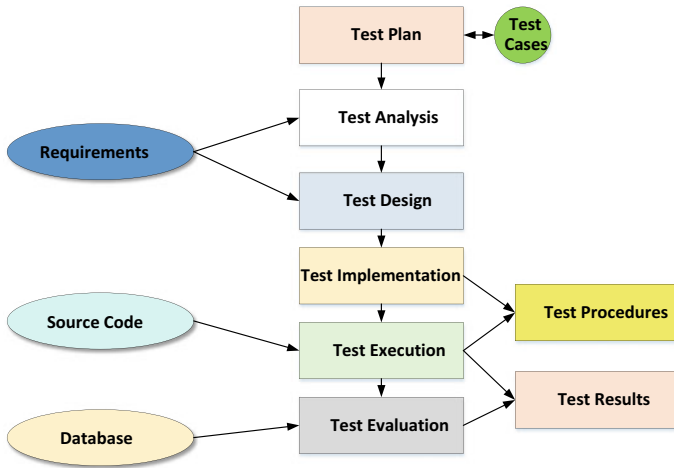 Test Plan
Test
Cases
Test Analysis
Requirements
Test Design
Test Implementation
Test Procedures
Source Code
Test Execution
Test Results
Test Evaluation
Database